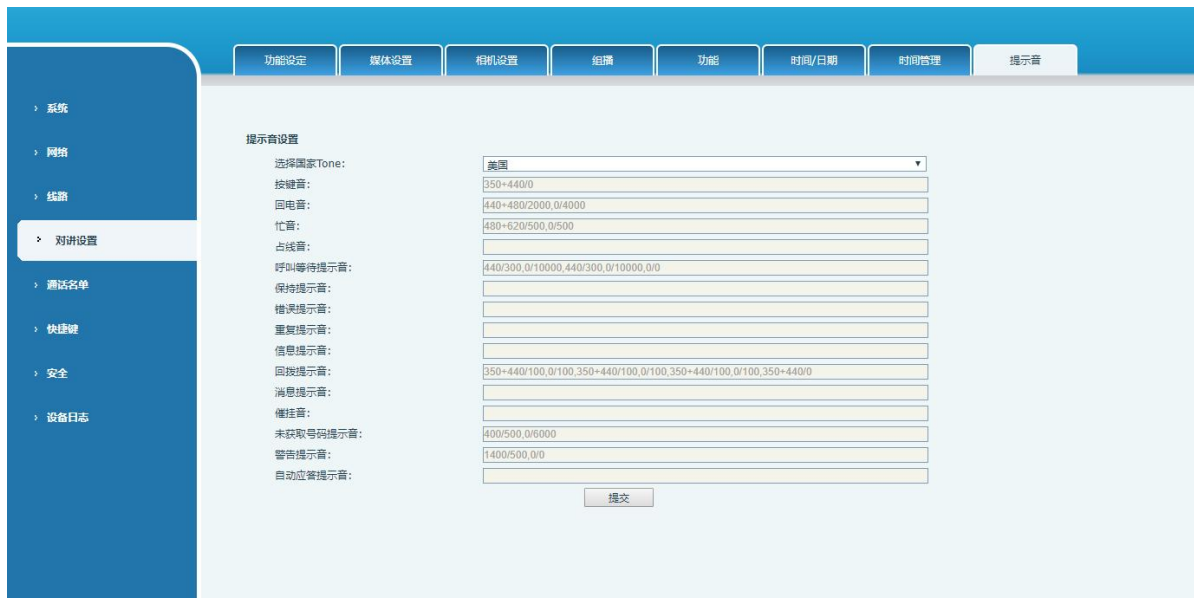 功能设定 媒体设置 相机设置 组播 功能 时间/日期 时间管理 提示音
› 系统
› 网络
› 线路
› 对讲设置
› 通话名单
› 快捷键
› 安全
› 设备日志
提示音设置
选择国家Tone: 美国
按键音: 350+440/0
回电音: 440+480/2000,0/4000
忙音: 480+620/500,0/500
占线音:
呼叫等待提示音: 440/300,0/10000,440/300,0/10000,0/0
保持提示音:
错误提示音:
重复提示音:
信息提示音:
回拨提示音: 350+440/100,0/100,350+440/100,0/100,350+440/100,0/100,350+440/0
消息提示音:
催挂音:
未获取号码提示音: 400/500,0/6000
警告提示音: 1400/500,0/0
自动应答提示音:
提交